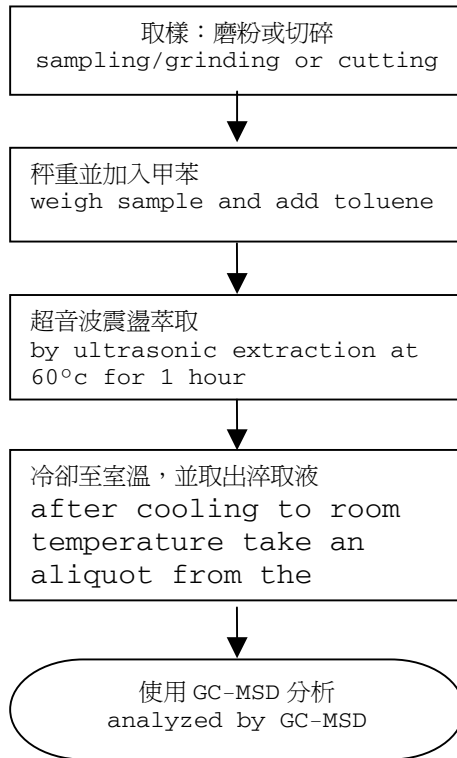 取樣：磨粉或切碎
sampling/grinding or cutting
秤重並加入甲苯
weigh sample and add toluene
超音波震盪萃取
by ultrasonic extraction at
60°c for 1 hour
冷卻至室溫，並取出淬取液
after cooling to room
temperature take an
aliquot from the
使用 GC-MSD 分析
analyzed by GC-MSD